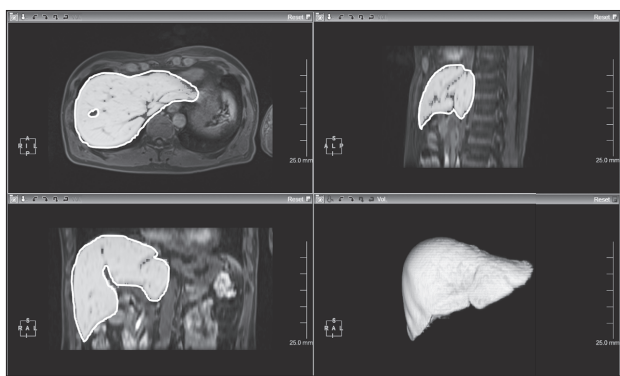 Reset
A
R I L
P
25.0 mm
Reset
S
A L P
I
25.0 mm
Reset
S
R A L
I
25.0 mm
Vol.
Reset
S
R A L
I
25.0 mm